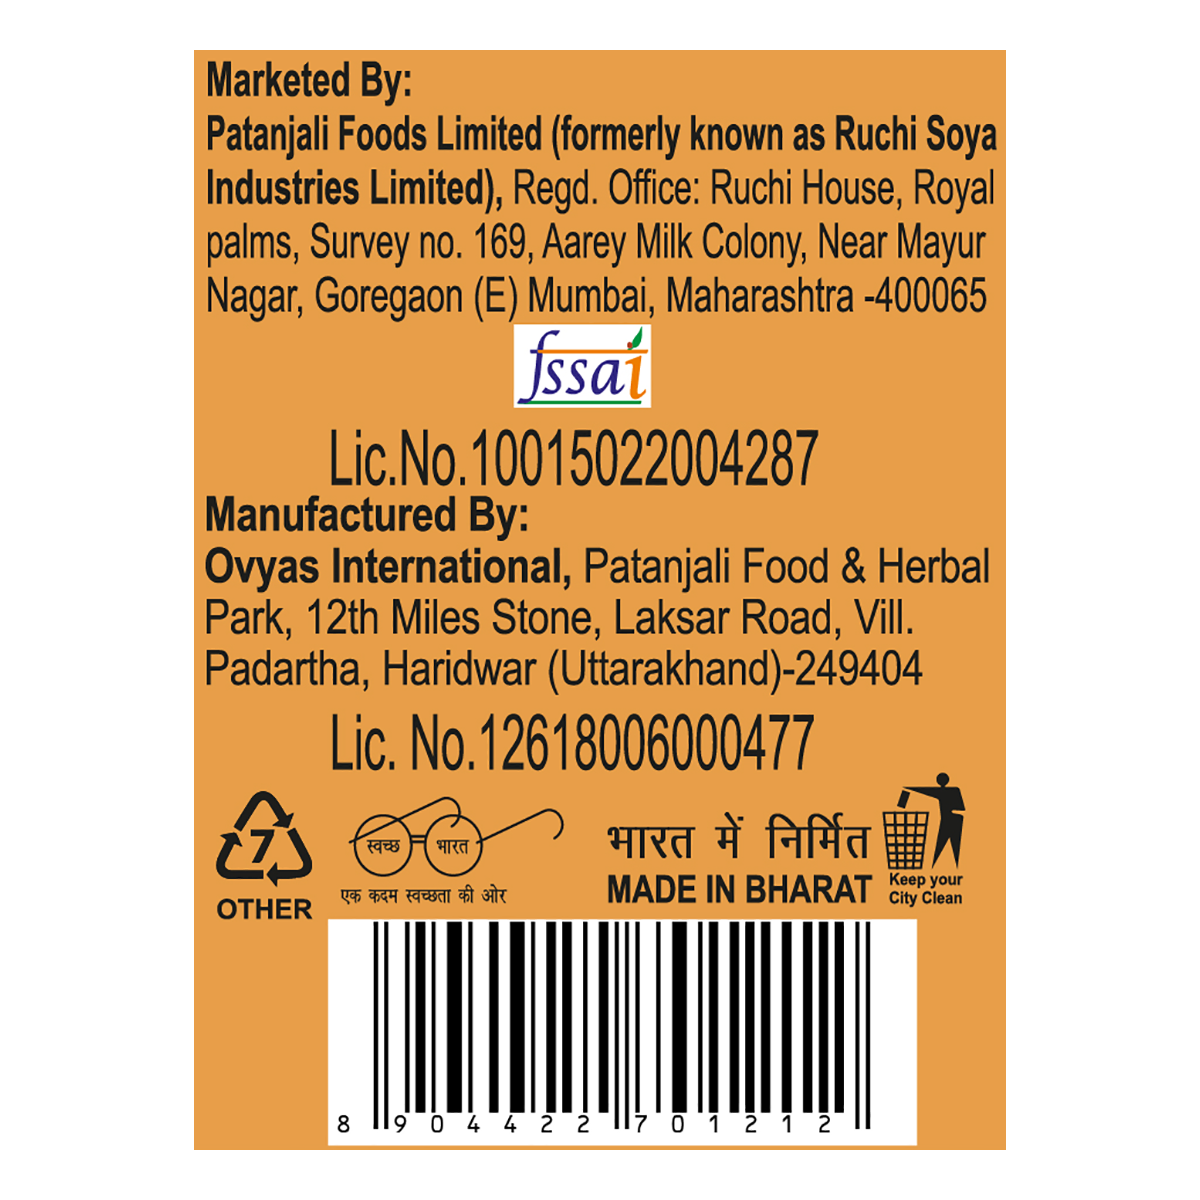 Marketed By:
Patanjali Foods Limited (formerly known as Ruchi Soya
Industries Limited), Regd. Office: Ruchi House, Royal
palms, Survey no. 169, Aarey Milk Colony, Near Mayur
Nagar, Goregaon (E) Mumbai, Maharashtra -400065
fssai
Lic.No.10015022004287
Manufactured By:
Ovyas International, Patanjali Food & Herbal
Park, 12th Miles Stone, Laksar Road, Vill.
Padartha, Haridwar (Uttarakhand)-249404
Lic. No.12618006000477
7
OTHER
स्वच्छ भारत
एक कदम स्वच्छता की ओर
भारत में निर्मित
MADE IN BHARAT
Keep your
City Clean
8 904422 701212